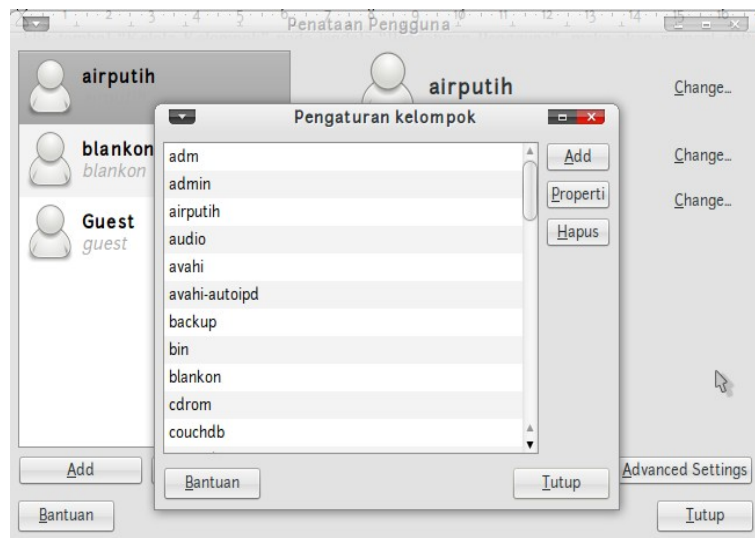 Penataan Pengguna
airputih
airputih
Change...
blankon
blankon
Change...
Change...
Guest
guest
Pengaturan kelompok
adm
admin
airputih
audio
avahi
avahi-autoipd
backup
bin
blankon
cdrom
couchdb
Add
Properti
Hapus
Bantuan
Tutup
Add
Advanced Settings
Bantuan
Tutup